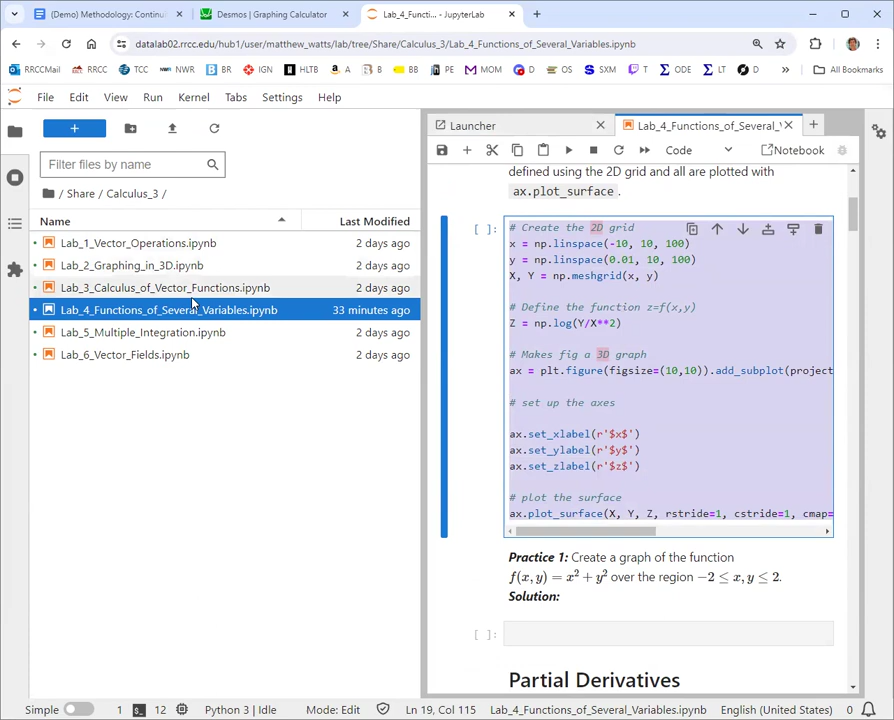 (Demo) Methodology: Continu
Desmos | Graphing Calculator
Lab_4_Functi... - JupyterLab
datalab02.rrcc.edu/hub1/user/matthew_watts/lab/tree/Share/Calculus_3/Lab_4_Functions_of_Several_Variables.ipynb
RRCCMail RRCC TCC NWR BR IGN HLTB A B BB PE MOM D OS SXM T ODE LT D All Bookmarks
File Edit View Run Kernel Tabs Settings Help
Filter files by name
/ Share / Calculus_3 /
Name Last Modified
Lab_1_Vector_Operations.ipynb 2 days ago
Lab_2_Graphing_in_3D.ipynb 2 days ago
Lab_3_Calculus_of_Vector_Functions.ipynb 2 days ago
Lab_4_Functions_of_Several_Variables.ipynb 33 minutes ago
Lab_5_Multiple_Integration.ipynb 2 days ago
Lab_6_Vector_Fields.ipynb 2 days ago
Launcher
Lab_4_Functions_of_Several_
Code
Notebook
defined using the 2D grid and all are plotted with
ax.plot_surface .
[ ]:
# Create the 2D grid
x = np.linspace(-10, 10, 100)
y = np.linspace(0.01, 10, 100)
X, Y = np.meshgrid(x, y)
# Define the function z=f(x,y)
Z = np.log(Y/X**2)
# Makes fig a 3D graph
ax = plt.figure(figsize=(10,10)).add_subplot(project
# set up the axes
ax.set_xlabel(r'$x$')
ax.set_ylabel(r'$y$')
ax.set_zlabel(r'$z$')
# plot the surface
ax.plot_surface(X, Y, Z, rstride=1, cstride=1, cmap=
Practice 1: Create a graph of the function
f(x, y) = x² + y² over the region −2 ≤ x, y ≤ 2.
Solution:
[ ]:
Partial Derivatives
Simple 1 12 Python 3 | Idle Mode: Edit Ln 19, Col 115 Lab_4_Functions_of_Several_Variables.ipynb English (United States) 0